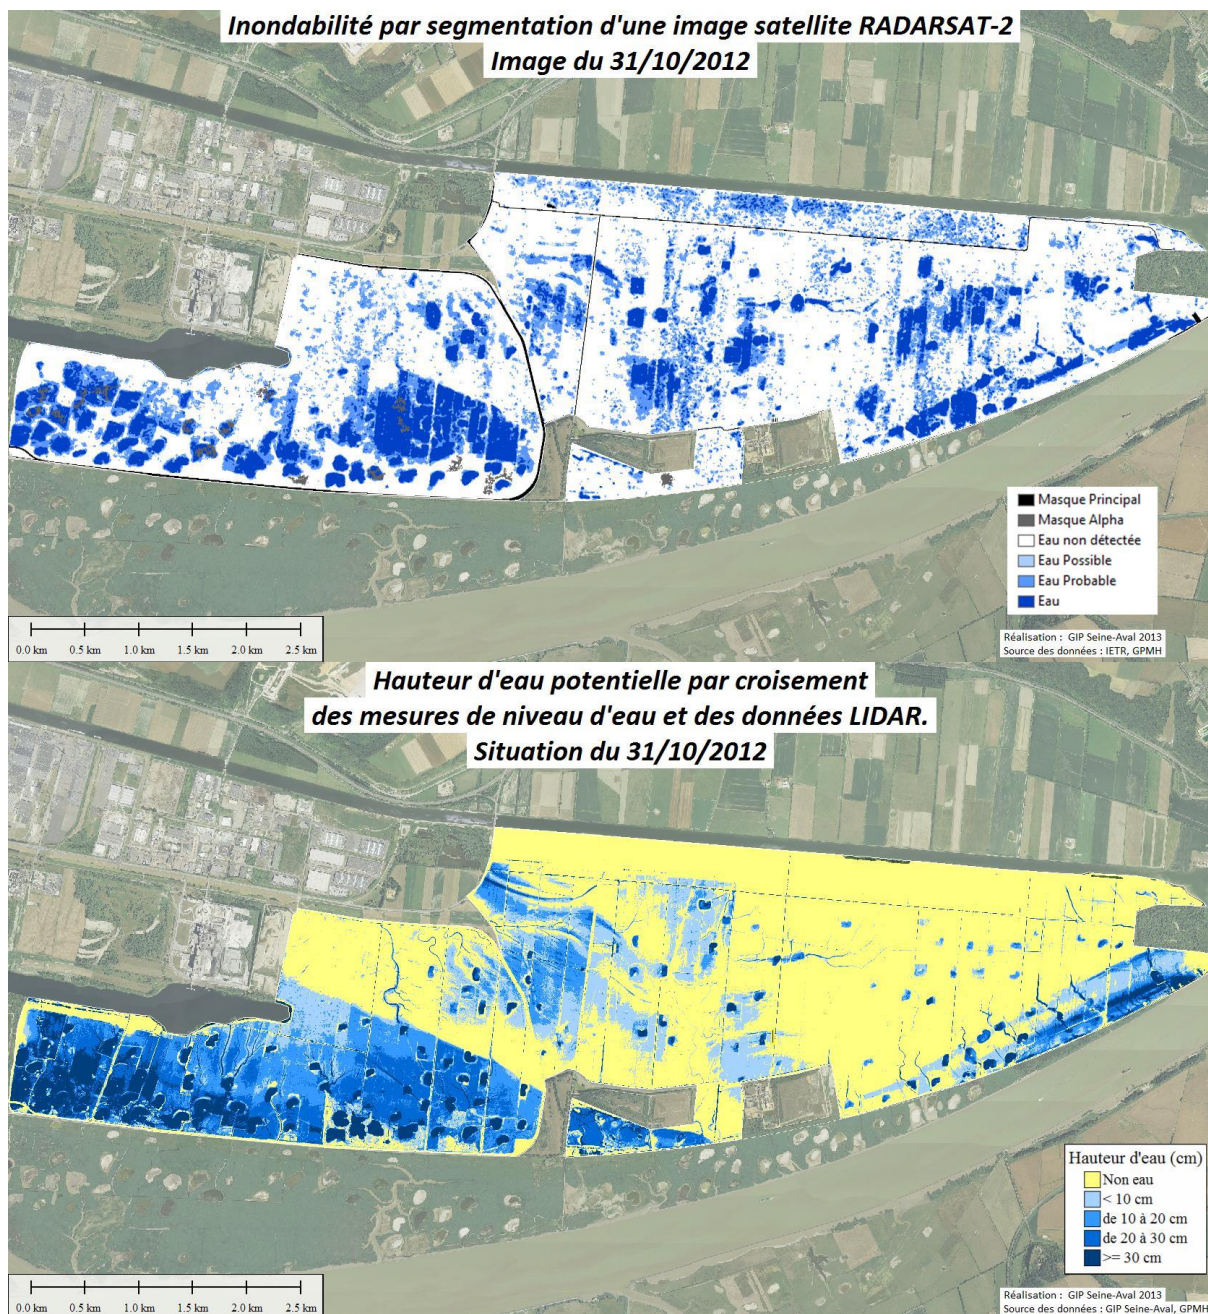 Inondabilité par segmentation d'une image satellite RADARSAT-2
Image du 31/10/2012
Masque Principal
Masque Alpha
Eau non détectée
Eau Possible
Eau Probable
Eau
0.0 km 0.5 km 1.0 km 1.5 km 2.0 km 2.5 km
Réalisation : GIP Seine-Aval 2013
Source des données : IETR, GPMH
Hauteur d'eau potentielle par croisement
des mesures de niveau d'eau et des données LIDAR.
Situation du 31/10/2012
Hauteur d'eau (cm)
Non eau
< 10 cm
de 10 à 20 cm
de 20 à 30 cm
>= 30 cm
0.0 km 0.5 km 1.0 km 1.5 km 2.0 km 2.5 km
Réalisation : GIP Seine-Aval 2013
Source des données : GIP Seine-Aval, GPMH